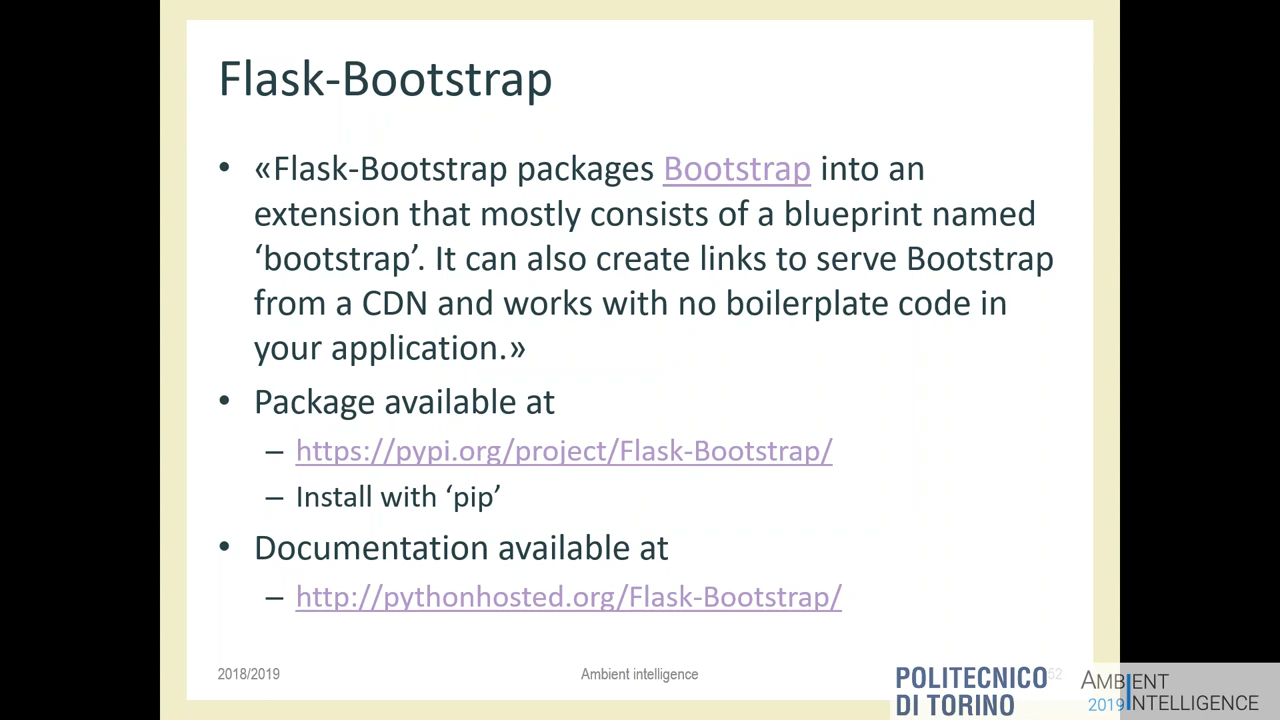 Flask-Bootstrap
• «Flask-Bootstrap packages Bootstrap into an
extension that mostly consists of a blueprint named
‘bootstrap’. It can also create links to serve Bootstrap
from a CDN and works with no boilerplate code in
your application.»
• Package available at
– https://pypi.org/project/Flask-Bootstrap/
– Install with ‘pip’
• Documentation available at
– http://pythonhosted.org/Flask-Bootstrap/
2018/2019
Ambient intelligence
52
POLITECNICO
DI TORINO
AMBIENT
2019 INTELLIGENCE